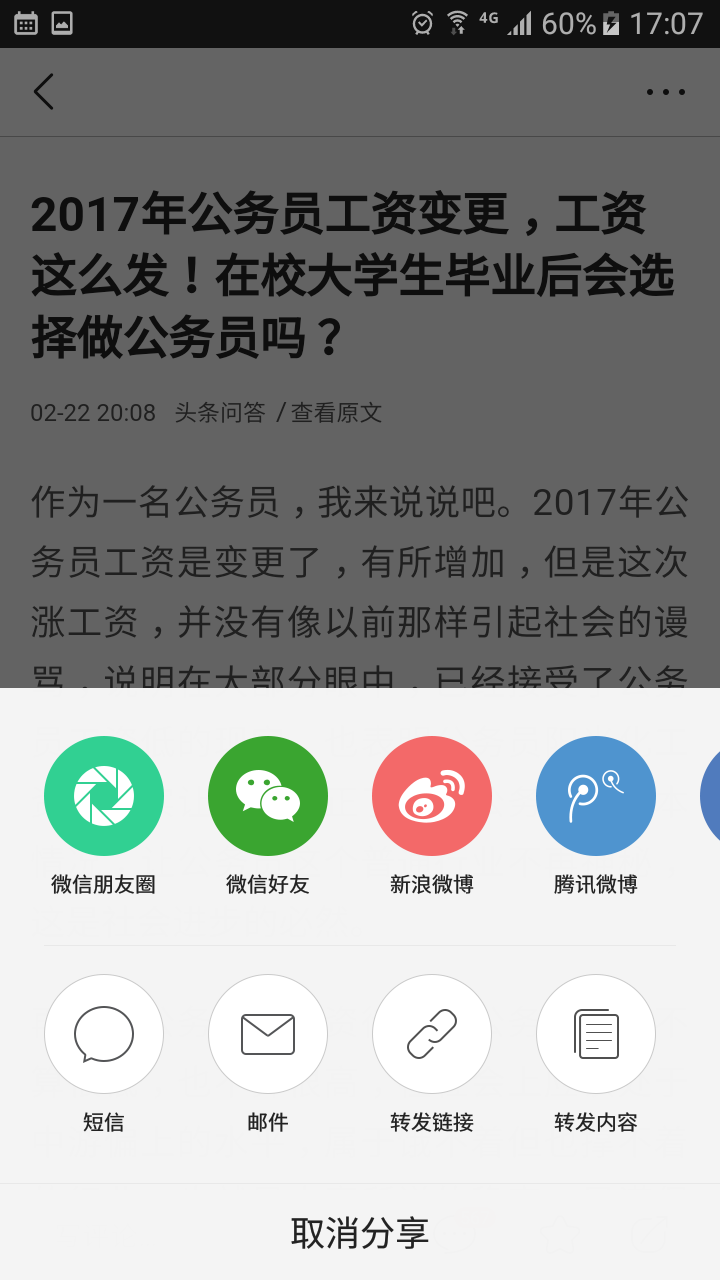 4G 60% 17:07
2017年公务员工资变更，工资
这么发！在校大学生毕业后会选
择做公务员吗？
02-22 20:08 头条问答 / 查看原文
作为一名公务员，我来说说吧。2017年公
务员工资是变更了，有所增加，但是这次
涨工资，并没有像以前那样引起社会的谩
骂，说明在大部分眼中，已经接受了公务
微信朋友圈 微信好友 新浪微博 腾讯微博
短信 邮件 转发链接 转发内容
取消分享